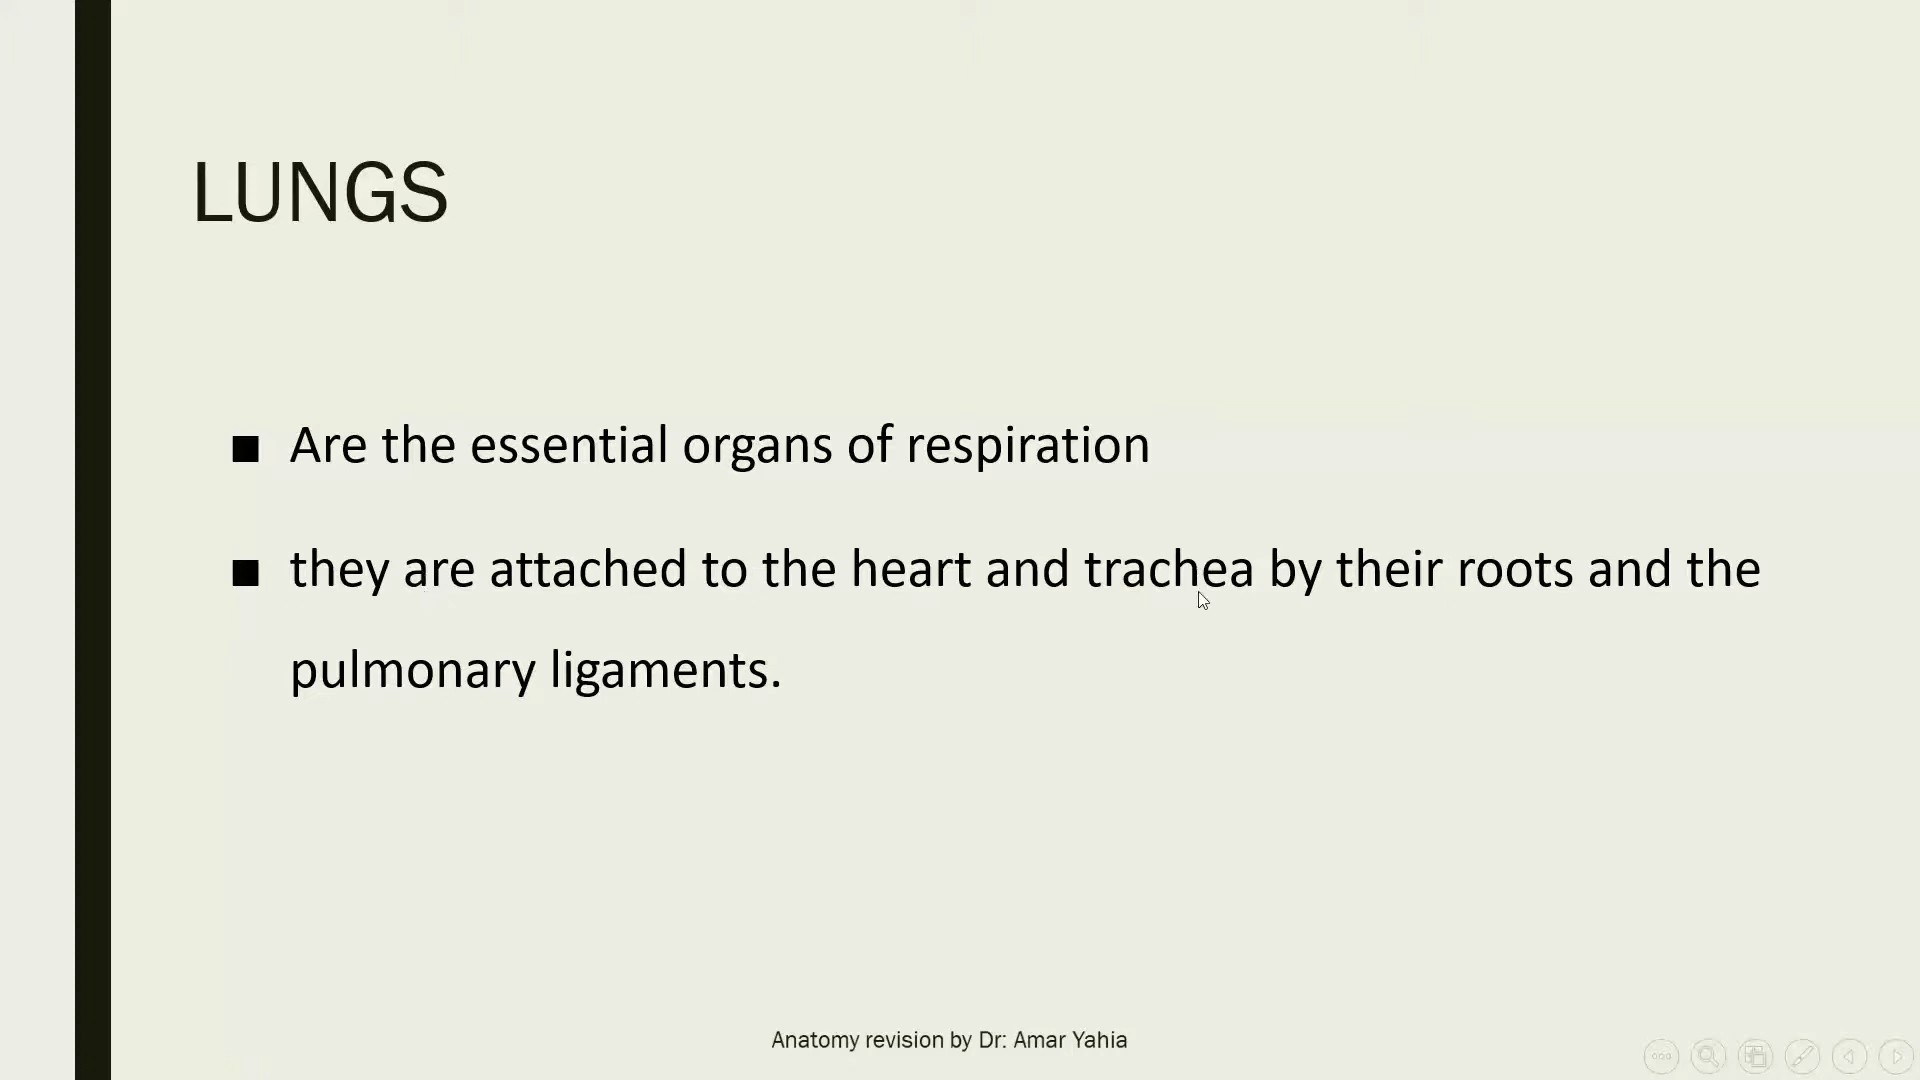 LUNGS
■ Are the essential organs of respiration
■ they are attached to the heart and trachea by their roots and the
pulmonary ligaments.
Anatomy revision by Dr: Amar Yahia